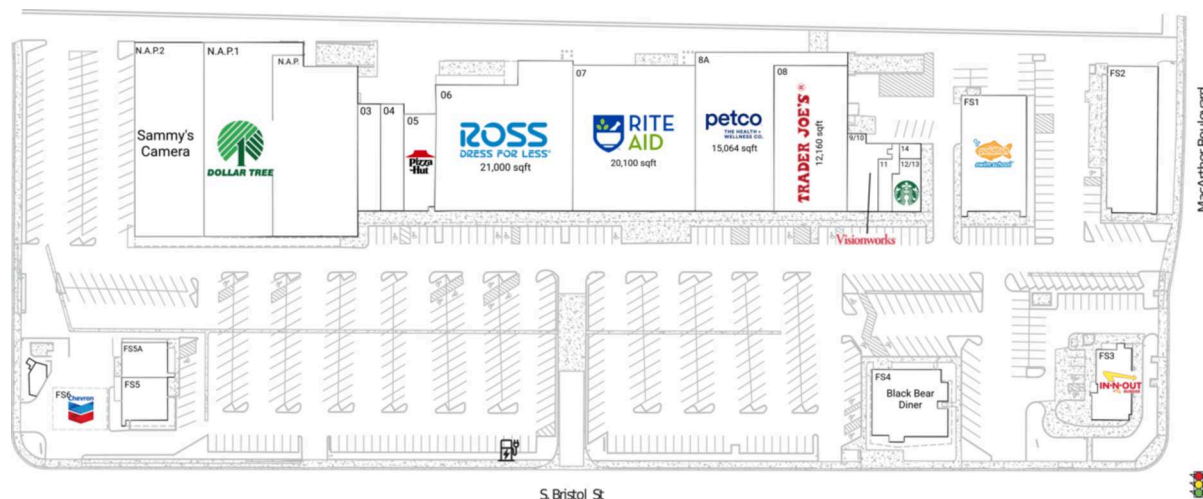 N.A.P.2
N.A.P.1
N.A.P.
Sammy's
Camera
DOLLAR TREE
03
04
05
Pizza
Hut
06
ROSS
DRESS FOR LESS
21,000 sqft
07
RITE
AID
20,100 sqft
8A
petco
THE HEALTH +
WELLNESS CO.
15,064 sqft
08
TRADER JOE'S
12,160 sqft
9/10
11
14
12/13
Visionworks
FS1
swim school
FS2
MacArthur Boulevard
FS5A
FS5
FS6
Chevron
FS4
Black Bear
Diner
FS3
IN-N-OUT
S. Bristol St